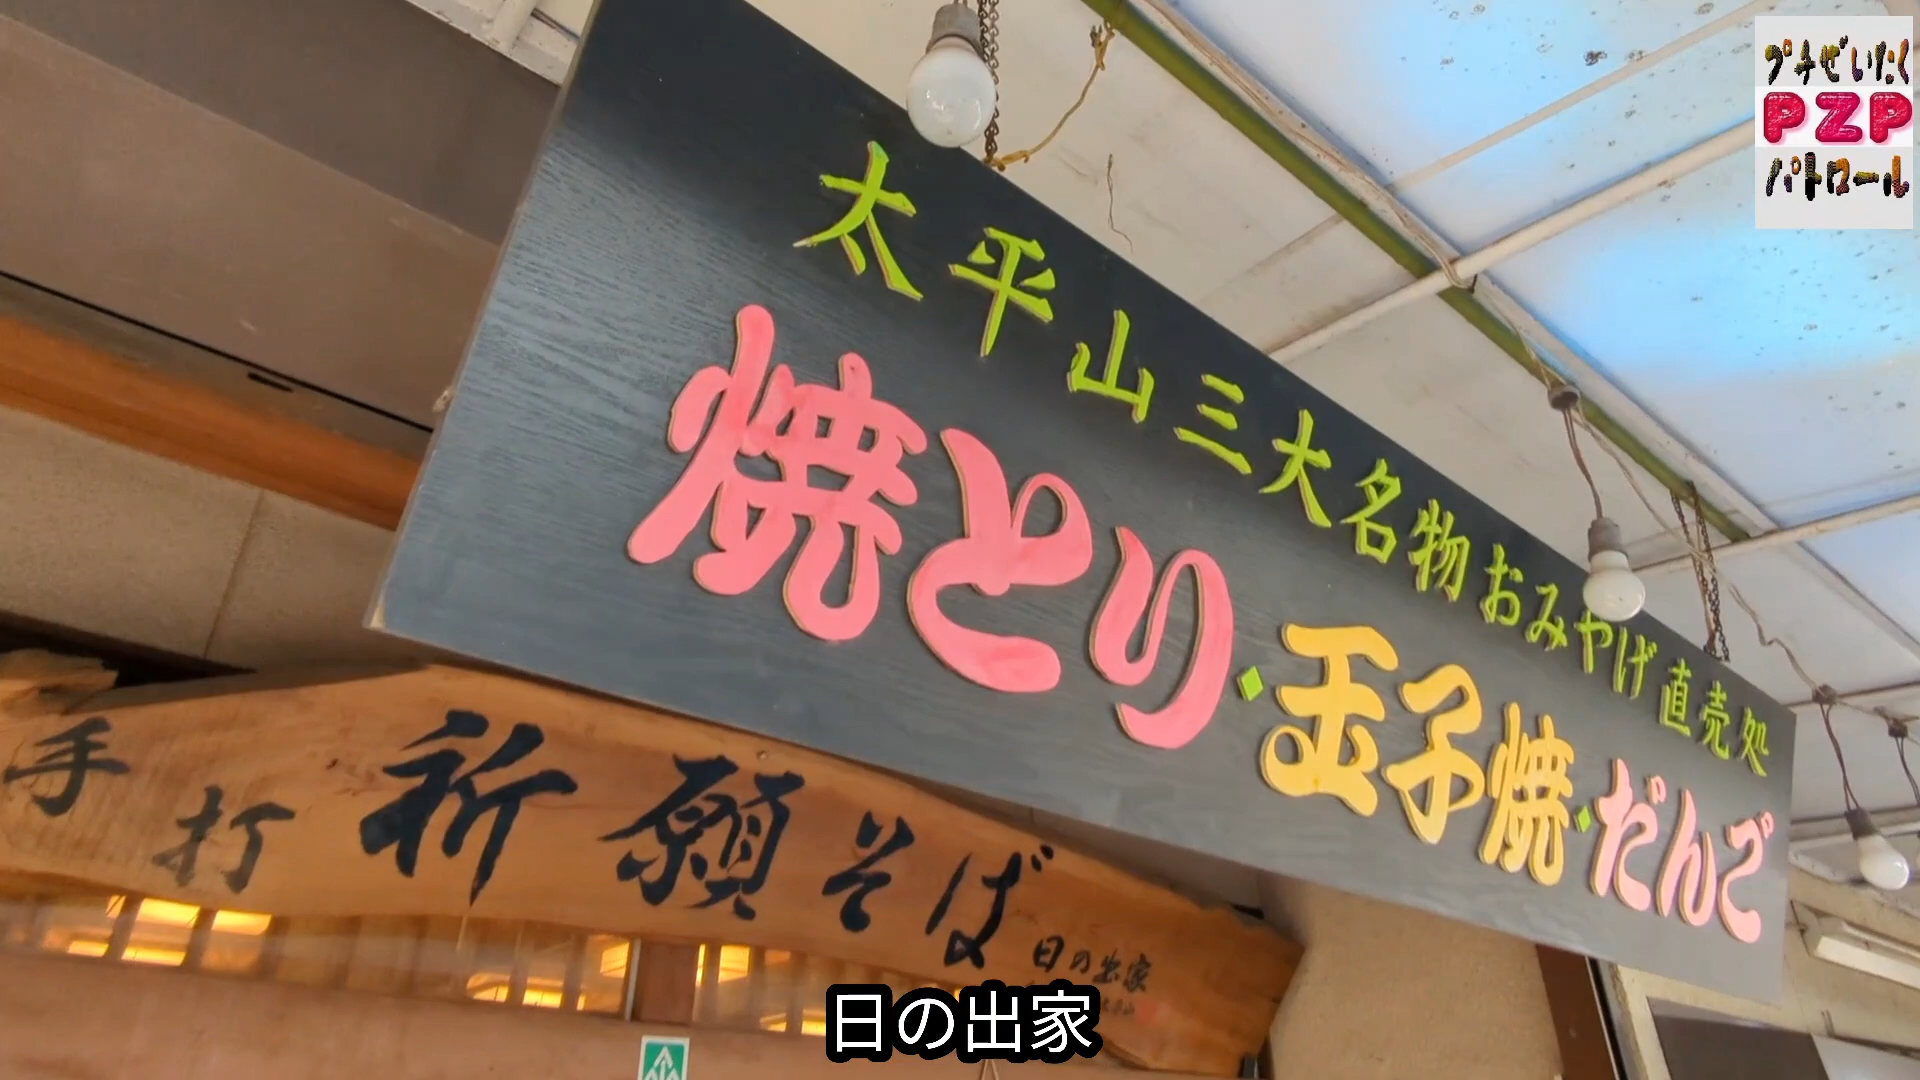 プチぜいたく
PZP
パトロール
太平山三大名物おみやげ直売処
焼とり・玉子焼・だんご
手打祈願そば
日の出家
日の出家